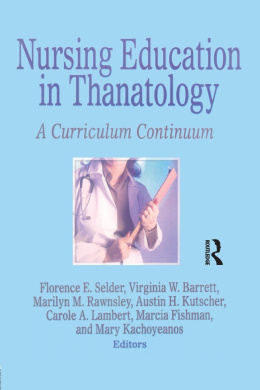 Nursing Education
in Thanatology
A Curriculum Continuum
ROUTLEDGE
Florence E. Selder, Virginia W. Barrett,
Marilyn M. Rawnsley, Austin H. Kutscher,
Carole A. Lambert, Marcia Fishman,
and Mary Kachoyeanos
Editors